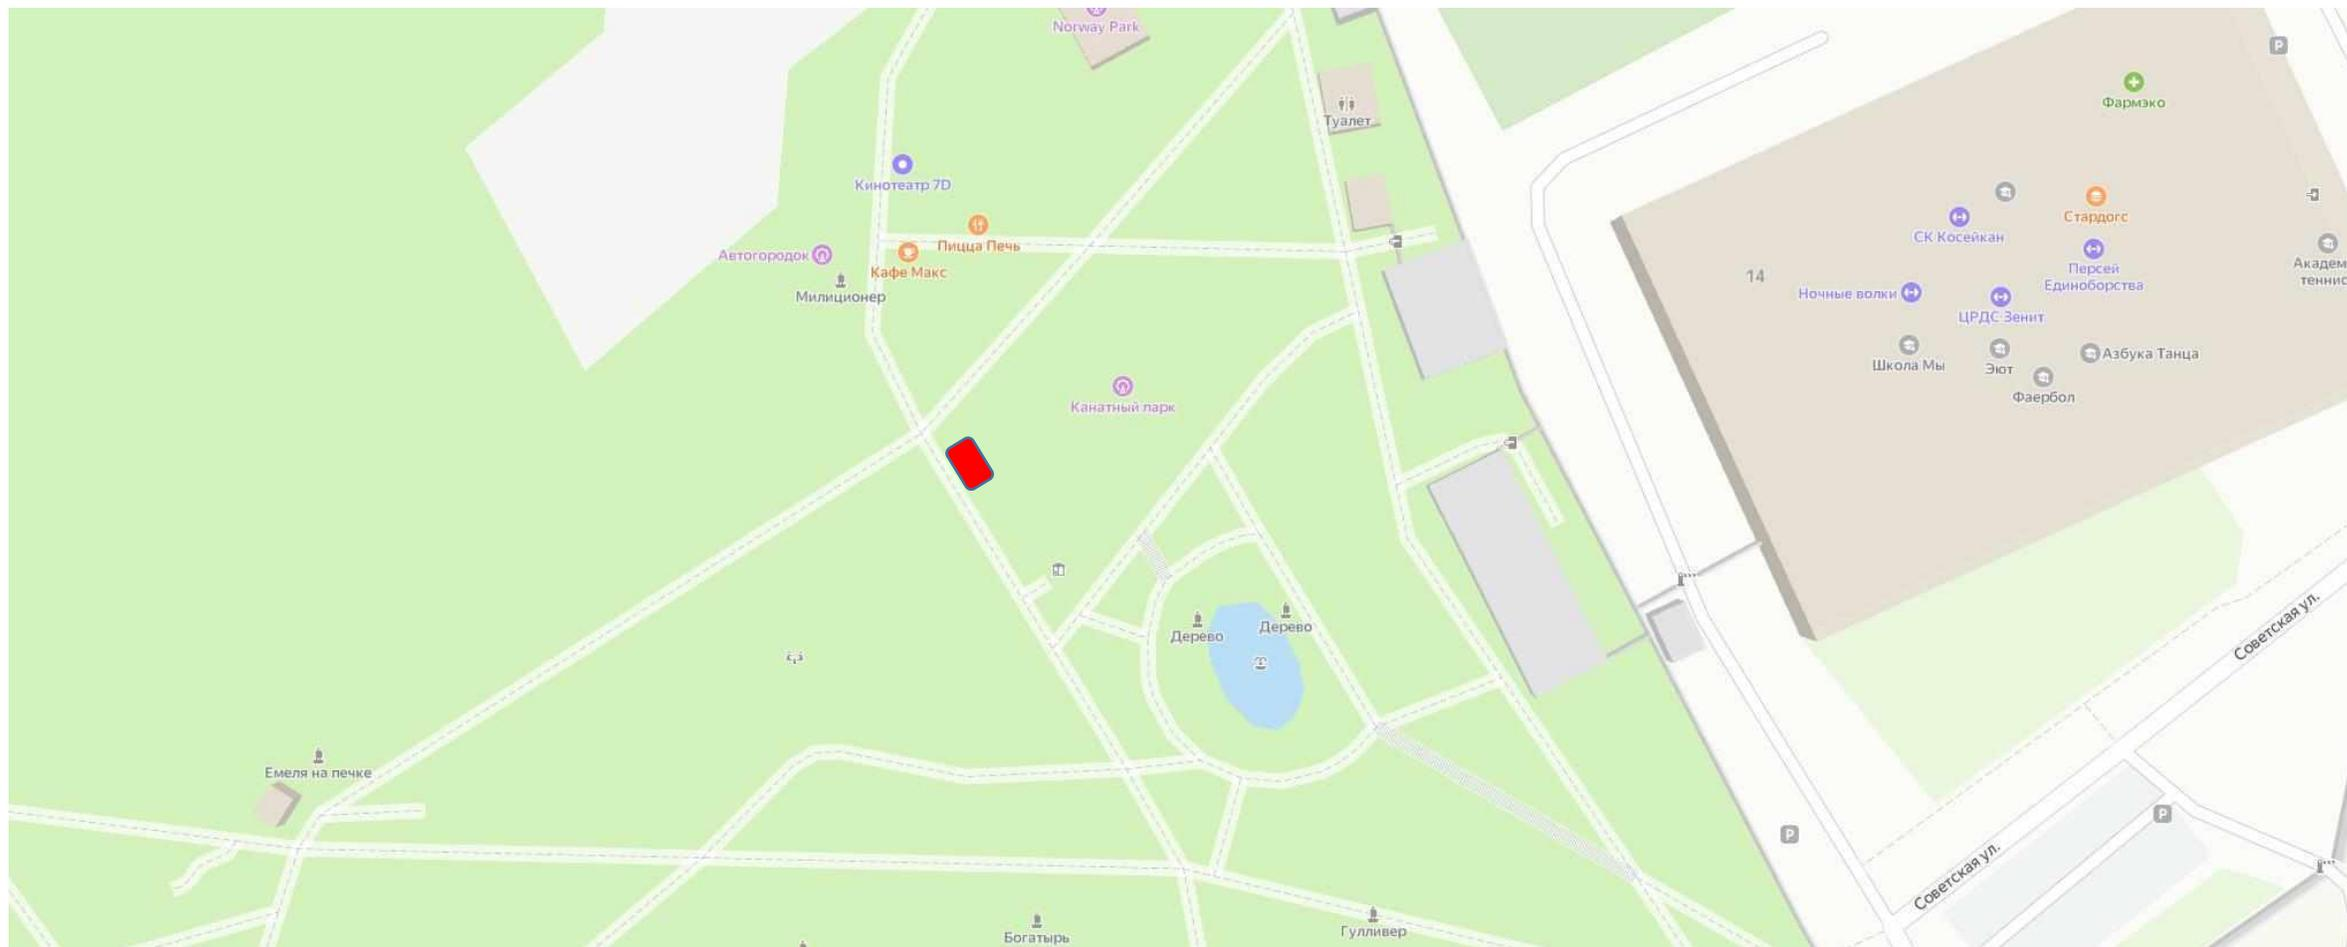 Norway Park
P
Фармэко
Туалет
Кинотеатр 7D
Стардогс
СК Косейкан
Пицца Печь
Автогородок
Кафе Макс
Милиционер
14
Персей
Единоборства
Академ
теннис
Ночные волки
ЦРДС Зенит
Школа Мы
Эют
Азбука Танца
Фаербол
Канатный парк
Дерево
Дерево
Советская ул.
Емеля на печке
P
P
Советская ул.
Богатырь
Гулливер